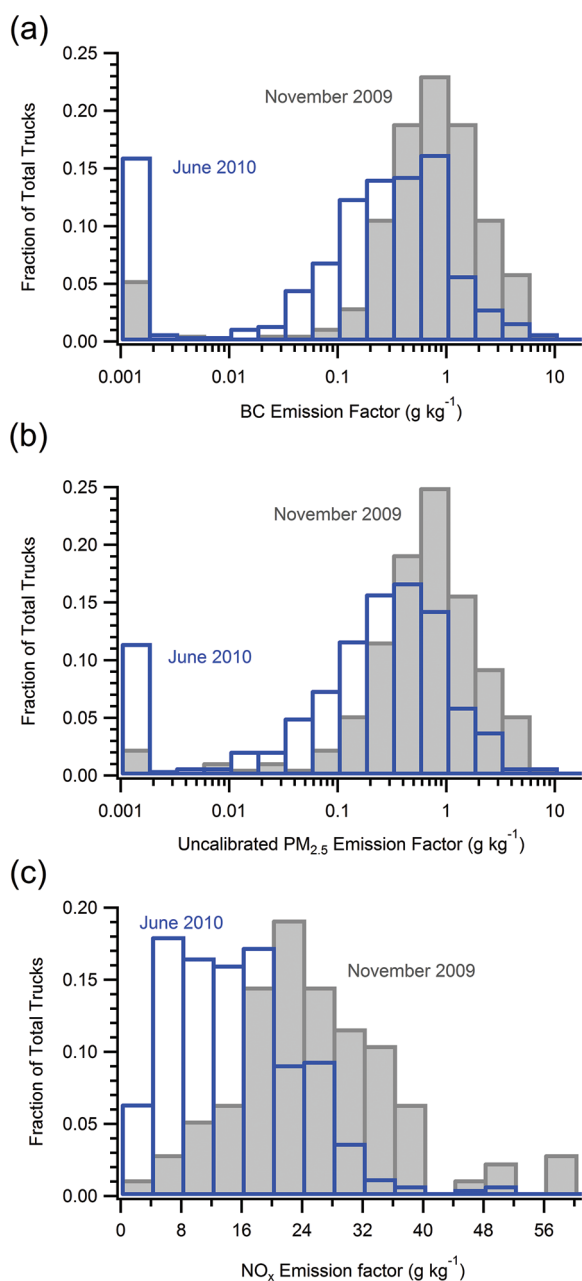 (a)
0.25
0.20
0.15
0.10
0.05
0.00
Fraction of Total Trucks
November 2009
June 2010
0.001
0.01
0.1
1
10
BC Emission Factor (g kg⁻¹)
(b)
0.25
0.20
0.15
0.10
0.05
0.00
Fraction of Total Trucks
November 2009
June 2010
0.001
0.01
0.1
1
10
Uncalibrated PM₂.₅ Emission Factor (g kg⁻¹)
(c)
0.20
0.15
0.10
0.05
0.00
Fraction of Total Trucks
June 2010
November 2009
0
8
16
24
32
40
48
56
NOₓ Emission factor (g kg⁻¹)